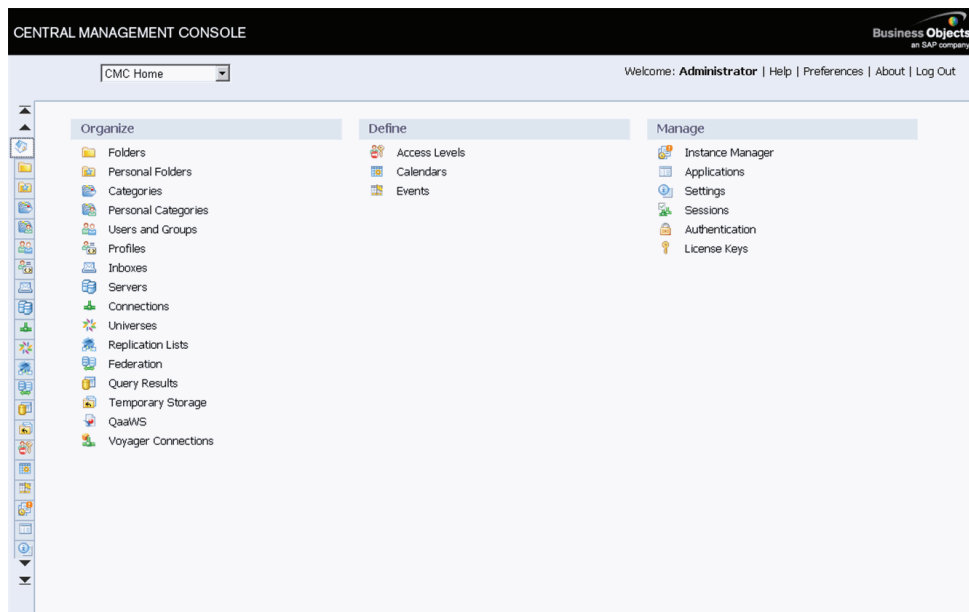 CENTRAL MANAGEMENT CONSOLE
Business Objects
an SAP company
CMC Home
Welcome: Administrator | Help | Preferences | About | Log Out
Organize
Folders
Personal Folders
Categories
Personal Categories
Users and Groups
Profiles
Inboxes
Servers
Connections
Universes
Replication Lists
Federation
Query Results
Temporary Storage
QaaWS
Voyager Connections
Define
Access Levels
Calendars
Events
Manage
Instance Manager
Applications
Settings
Sessions
Authentication
License Keys